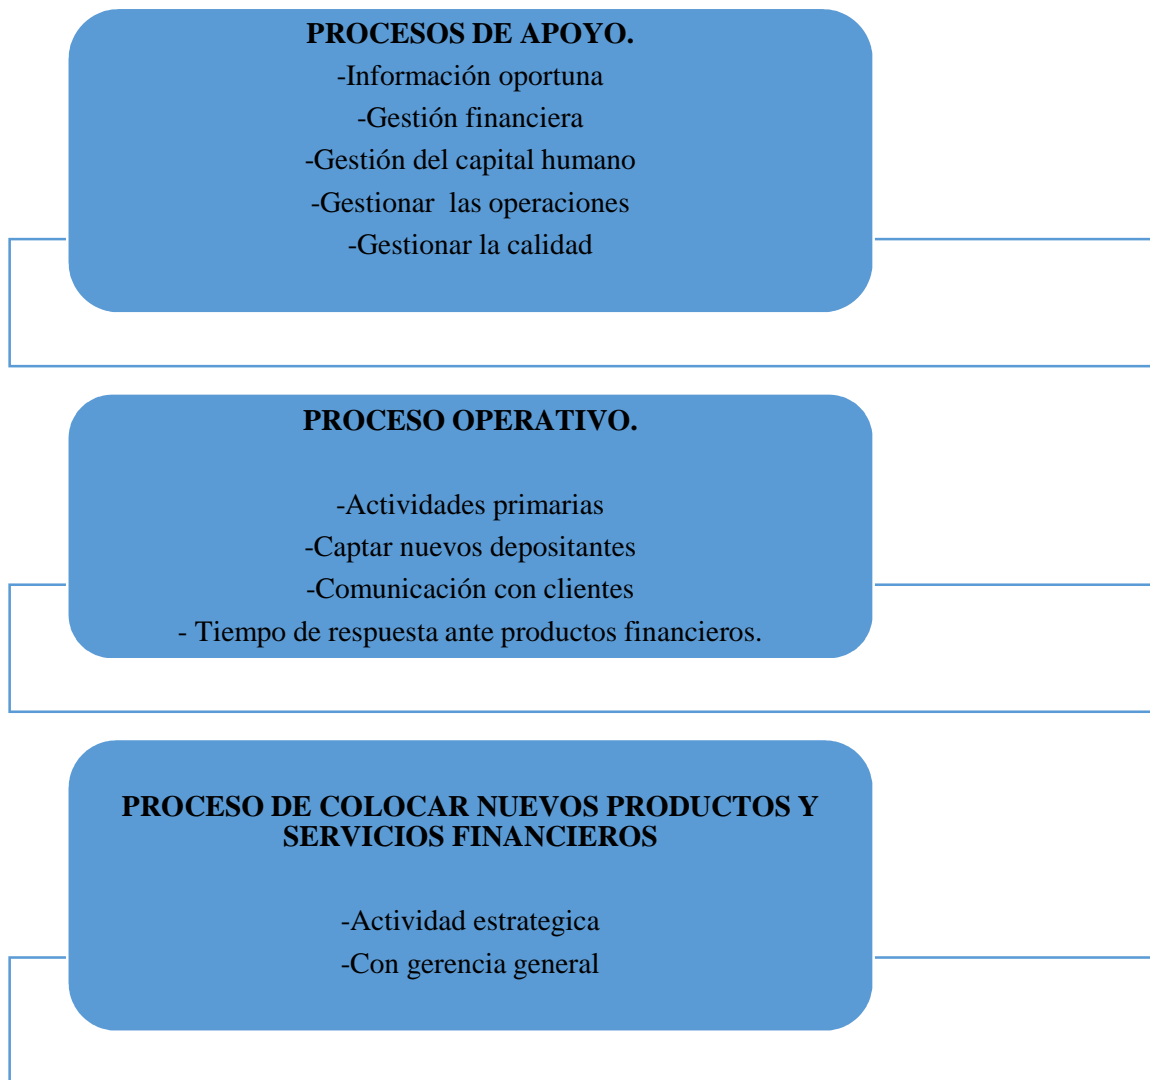 PROCESOS DE APOYO.
-Información oportuna
-Gestión financiera
-Gestión del capital humano
-Gestionar  las operaciones
-Gestionar la calidad
PROCESO OPERATIVO.
-Actividades primarias
-Captar nuevos depositantes
-Comunicación con clientes
- Tiempo de respuesta ante productos financieros.
PROCESO DE COLOCAR NUEVOS PRODUCTOS Y
SERVICIOS FINANCIEROS
-Actividad estrategica
-Con gerencia general